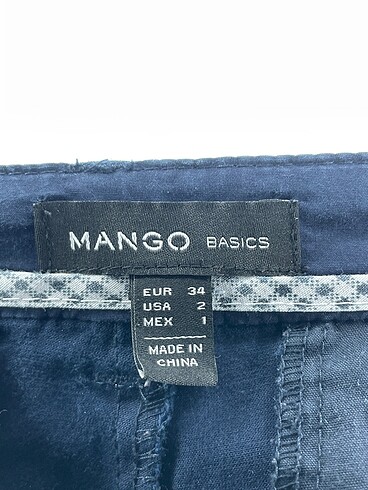 MANGO BASICS
EUR 34
USA 2
MEX 1
MADE IN
CHINA